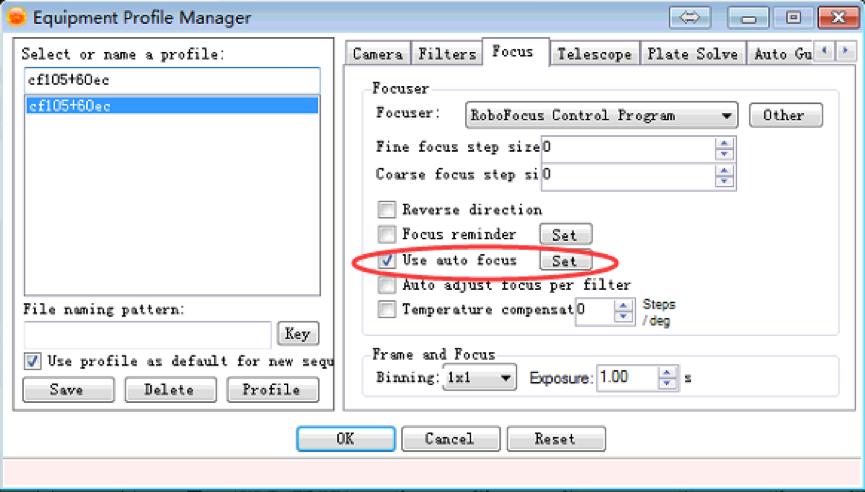 Equipment Profile Manager
Select or name a profile:
cf105+60ec
cf105+60ec
File naming pattern:
Key
Use profile as default for new sequ
Save Delete Profile
Camera Filters Focus Telescope Plate Solve Auto Gu
Focuser
Focuser: RoboFocus Control Program Other
Fine focus step size 0
Coarse focus step si 0
Reverse direction
Focus reminder Set
Use auto focus Set
Auto adjust focus per filter
Temperature compensat 0 Steps
/deg
Frame and Focus
Binning: 1x1 Exposure: 1.00 s
OK Cancel Reset